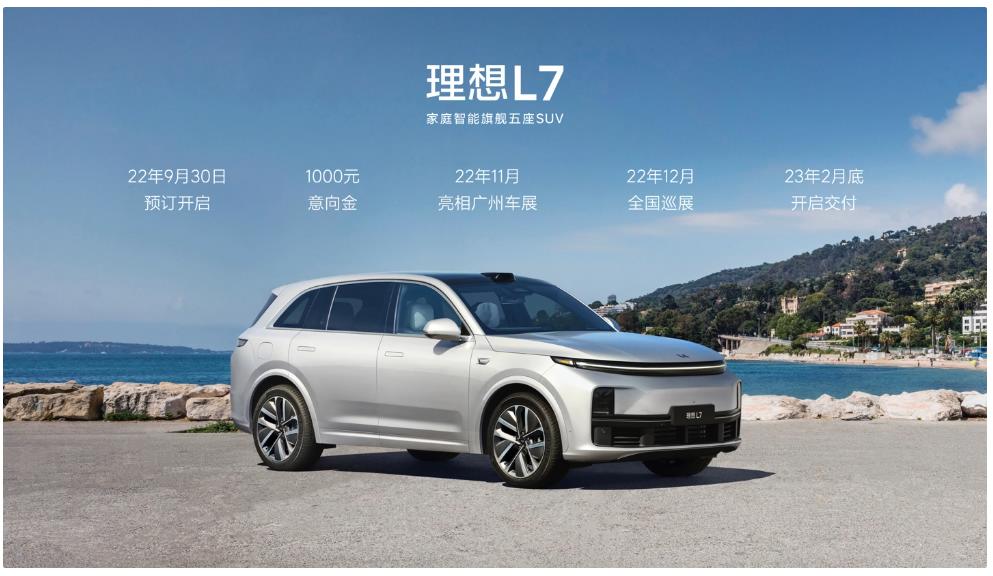 理想L7
家庭智能旗舰五座SUV
22年9月30日
预订开启
1000元
意向金
22年11月
亮相广州车展
22年12月
全国巡展
23年2月底
开启交付
理想 L7